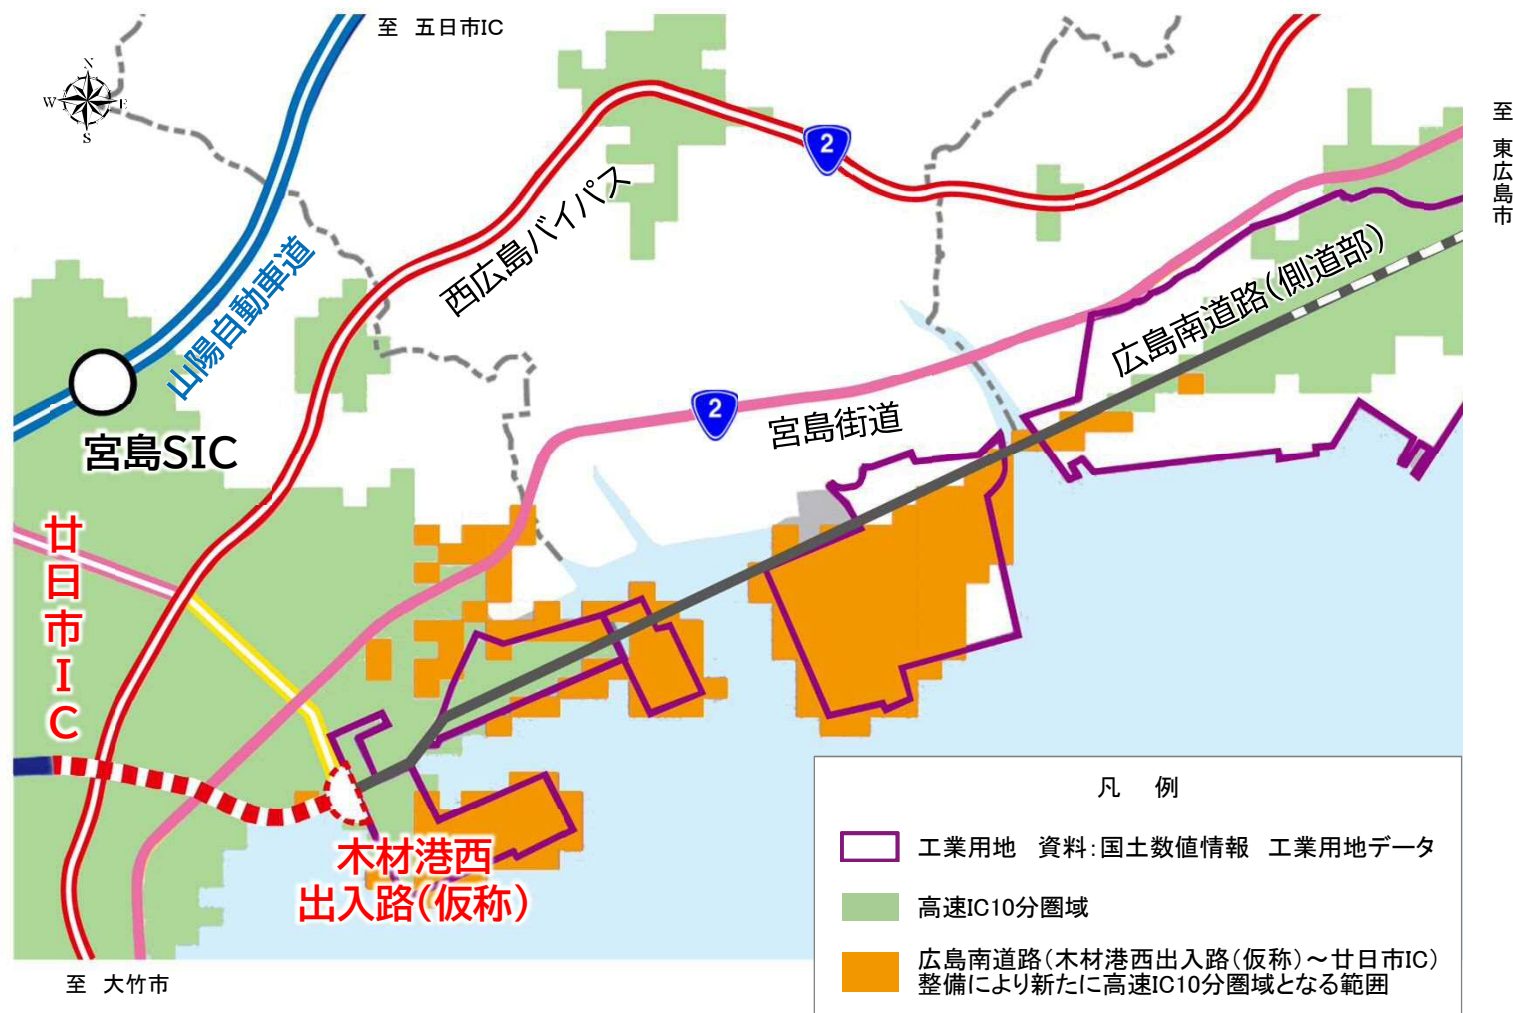 至 五日市IC
N
W
E
S
2
至 東広島市
西広島バイパス
山陽自動車道
広島南道路(側道部)
2
宮島街道
宮島SIC
廿日市IC
木材港西
出入路(仮称)
至 大竹市
凡 例
工業用地 資料:国土数値情報 工業用地データ
高速IC10分圏域
広島南道路(木材港西出入路(仮称)~廿日市IC)
整備により新たに高速IC10分圏域となる範囲